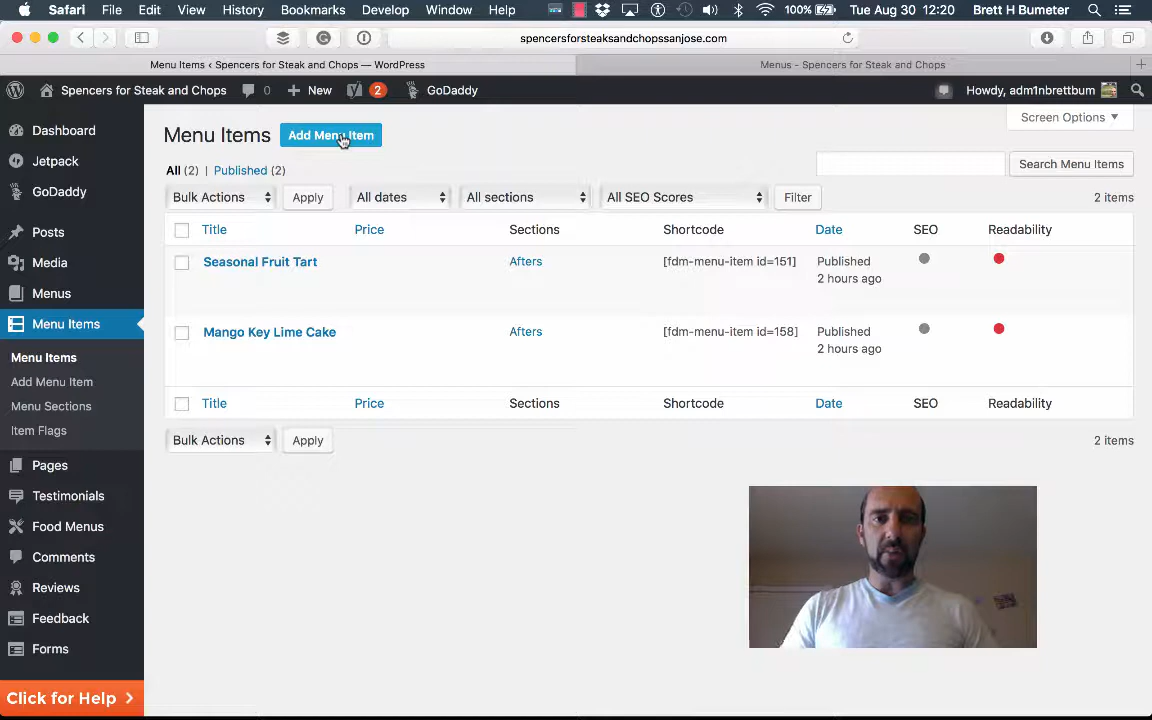 Safari File Edit View History Bookmarks Develop Window Help 100% Tue Aug 30 12:20 Brett H Bumeter
spencersforsteaksandchopssanjose.com
Menu Items ‹ Spencers for Steak and Chops — WordPress
Menus - Spencers for Steak and Chops
Spencers for Steak and Chops 0 New 2 GoDaddy Howdy, adm1nbrettbum
Dashboard
Jetpack
GoDaddy
Posts
Media
Menus
Menu Items
Menu Items
Add Menu Item
Menu Sections
Item Flags
Pages
Testimonials
Food Menus
Comments
Reviews
Feedback
Forms
Click for Help
Menu Items Add Menu Item
Screen Options
All (2) | Published (2)
Search Menu Items
Bulk Actions Apply All dates All sections All SEO Scores Filter 2 items
Title Price Sections Shortcode Date SEO Readability
Seasonal Fruit Tart Afters [fdm-menu-item id=151] Published
2 hours ago
Mango Key Lime Cake Afters [fdm-menu-item id=158] Published
2 hours ago
Title Price Sections Shortcode Date SEO Readability
Bulk Actions Apply 2 items